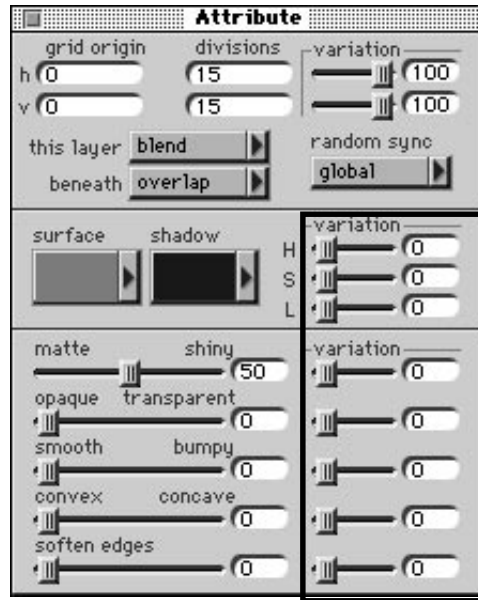 Attribute
grid origin divisions variation
h 0 15 100
v 0 15 100
this layer blend random sync
beneath overlap global
surface shadow variation
H 0
S 0
L 0
matte shiny variation
50 0
opaque transparent
0 0
smooth bumpy
0 0
convex concave
0 0
soften edges
0 0